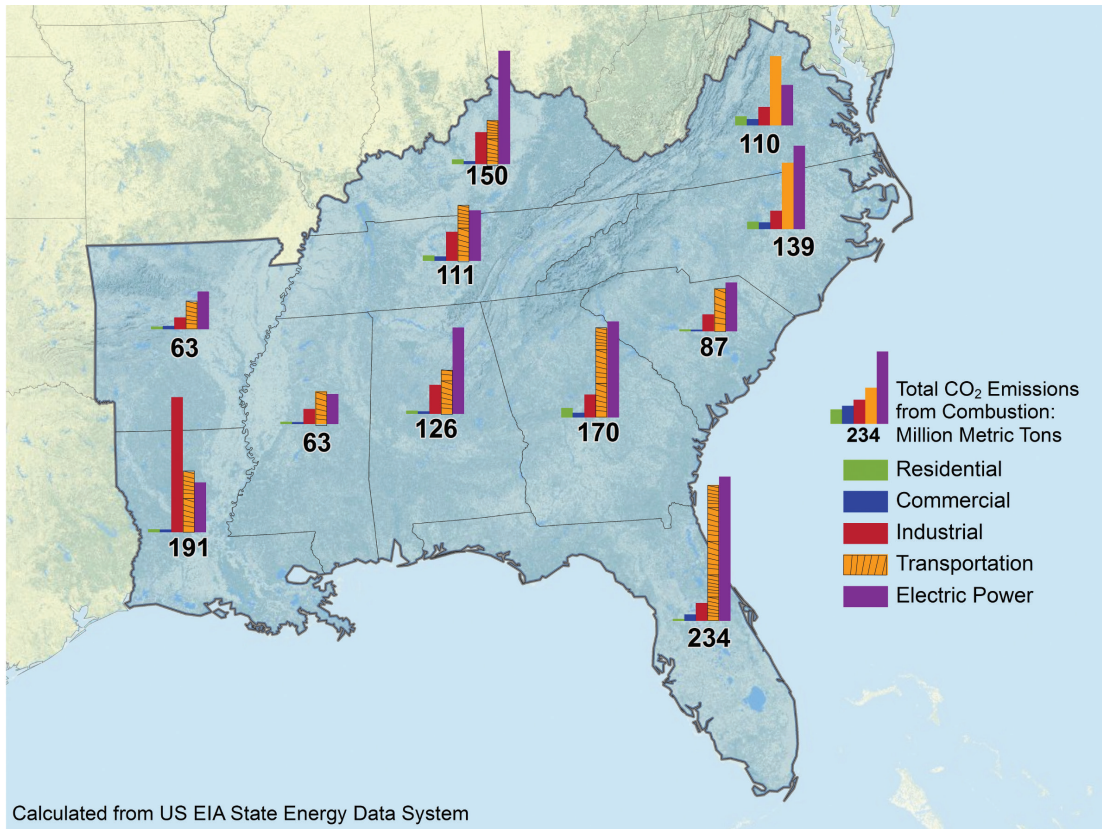 110
150
139
111
63
87
63
126
170
191
234
Total CO₂ Emissions
from Combustion:
234 Million Metric Tons
Residential
Commercial
Industrial
Transportation
Electric Power
Calculated from US EIA State Energy Data System